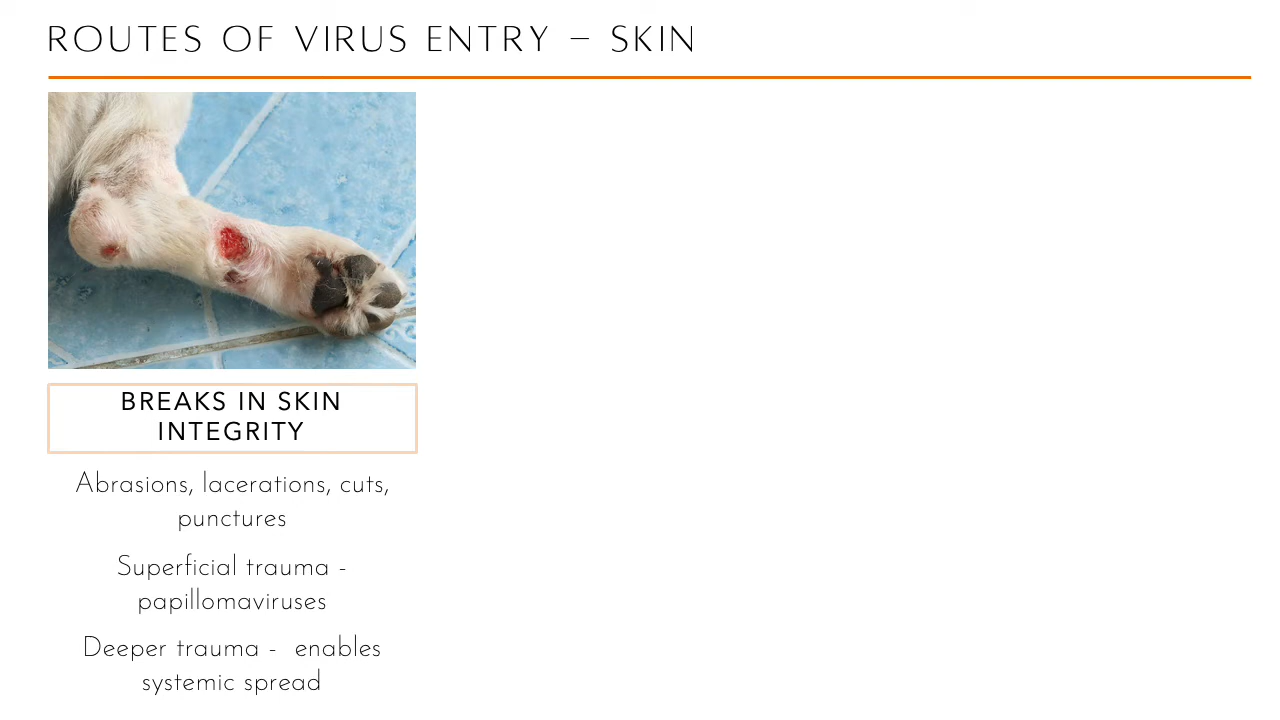 ROUTES OF VIRUS ENTRY – SKIN
BREAKS IN SKIN
INTEGRITY
Abrasions, lacerations, cuts,
punctures
Superficial trauma -
papillomaviruses
Deeper trauma -  enables
systemic spread